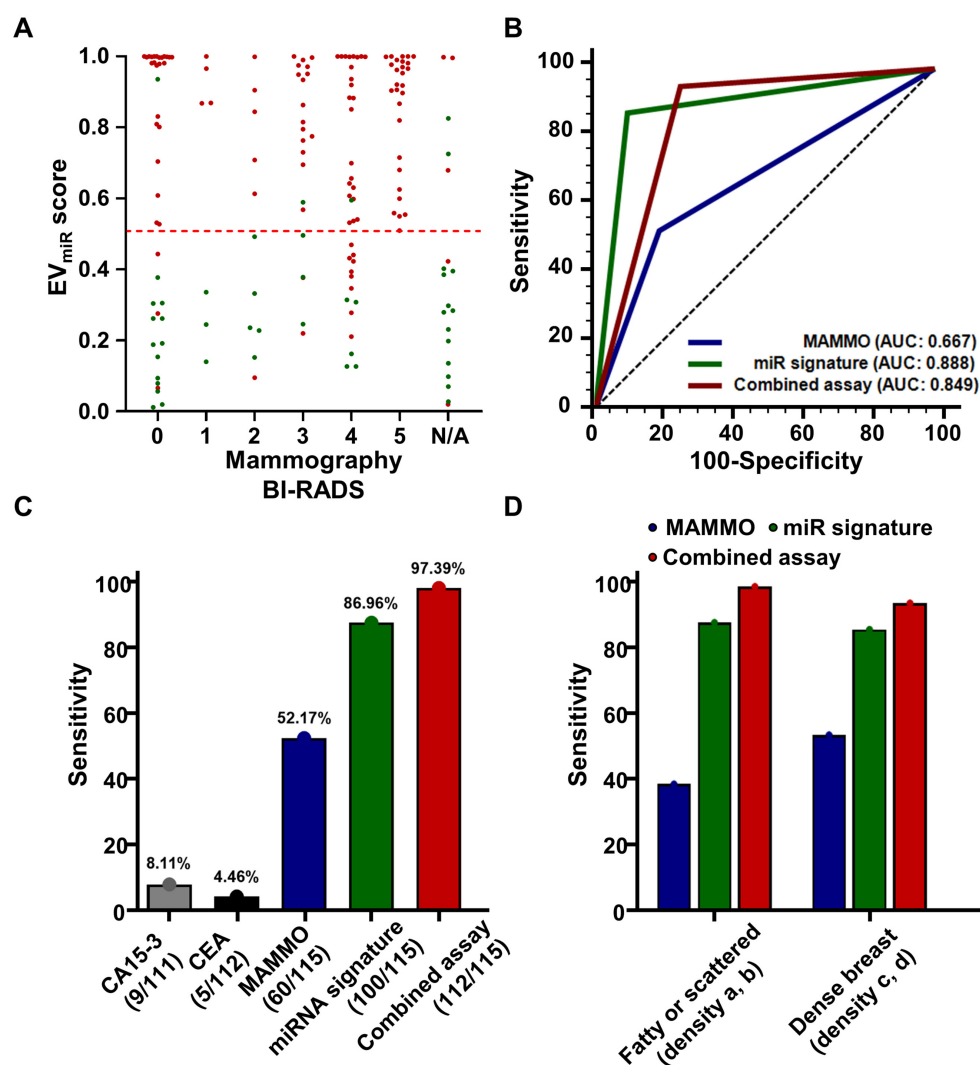 A
EVmiR score
1.0
0.8
0.6
0.4
0.2
0.0
0 1 2 3 4 5 N/A
Mammography
BI-RADS
B
Sensitivity
100
80
60
40
20
0
MAMMO (AUC: 0.667)
miR signature (AUC: 0.888)
Combined assay (AUC: 0.849)
0 20 40 60 80 100
100-Specificity
C
Sensitivity
100
80
60
40
20
0
8.11%
4.46%
52.17%
86.96%
97.39%
CA15-3
(9/111)
CEA
(5/112)
MAMMO
(60/115)
miRNA signature
(100/115)
Combined assay
(112/115)
D
MAMMO miR signature
Combined assay
Sensitivity
100
80
60
40
20
0
Fatty or scattered
(density a, b)
Dense breast
(density c, d)